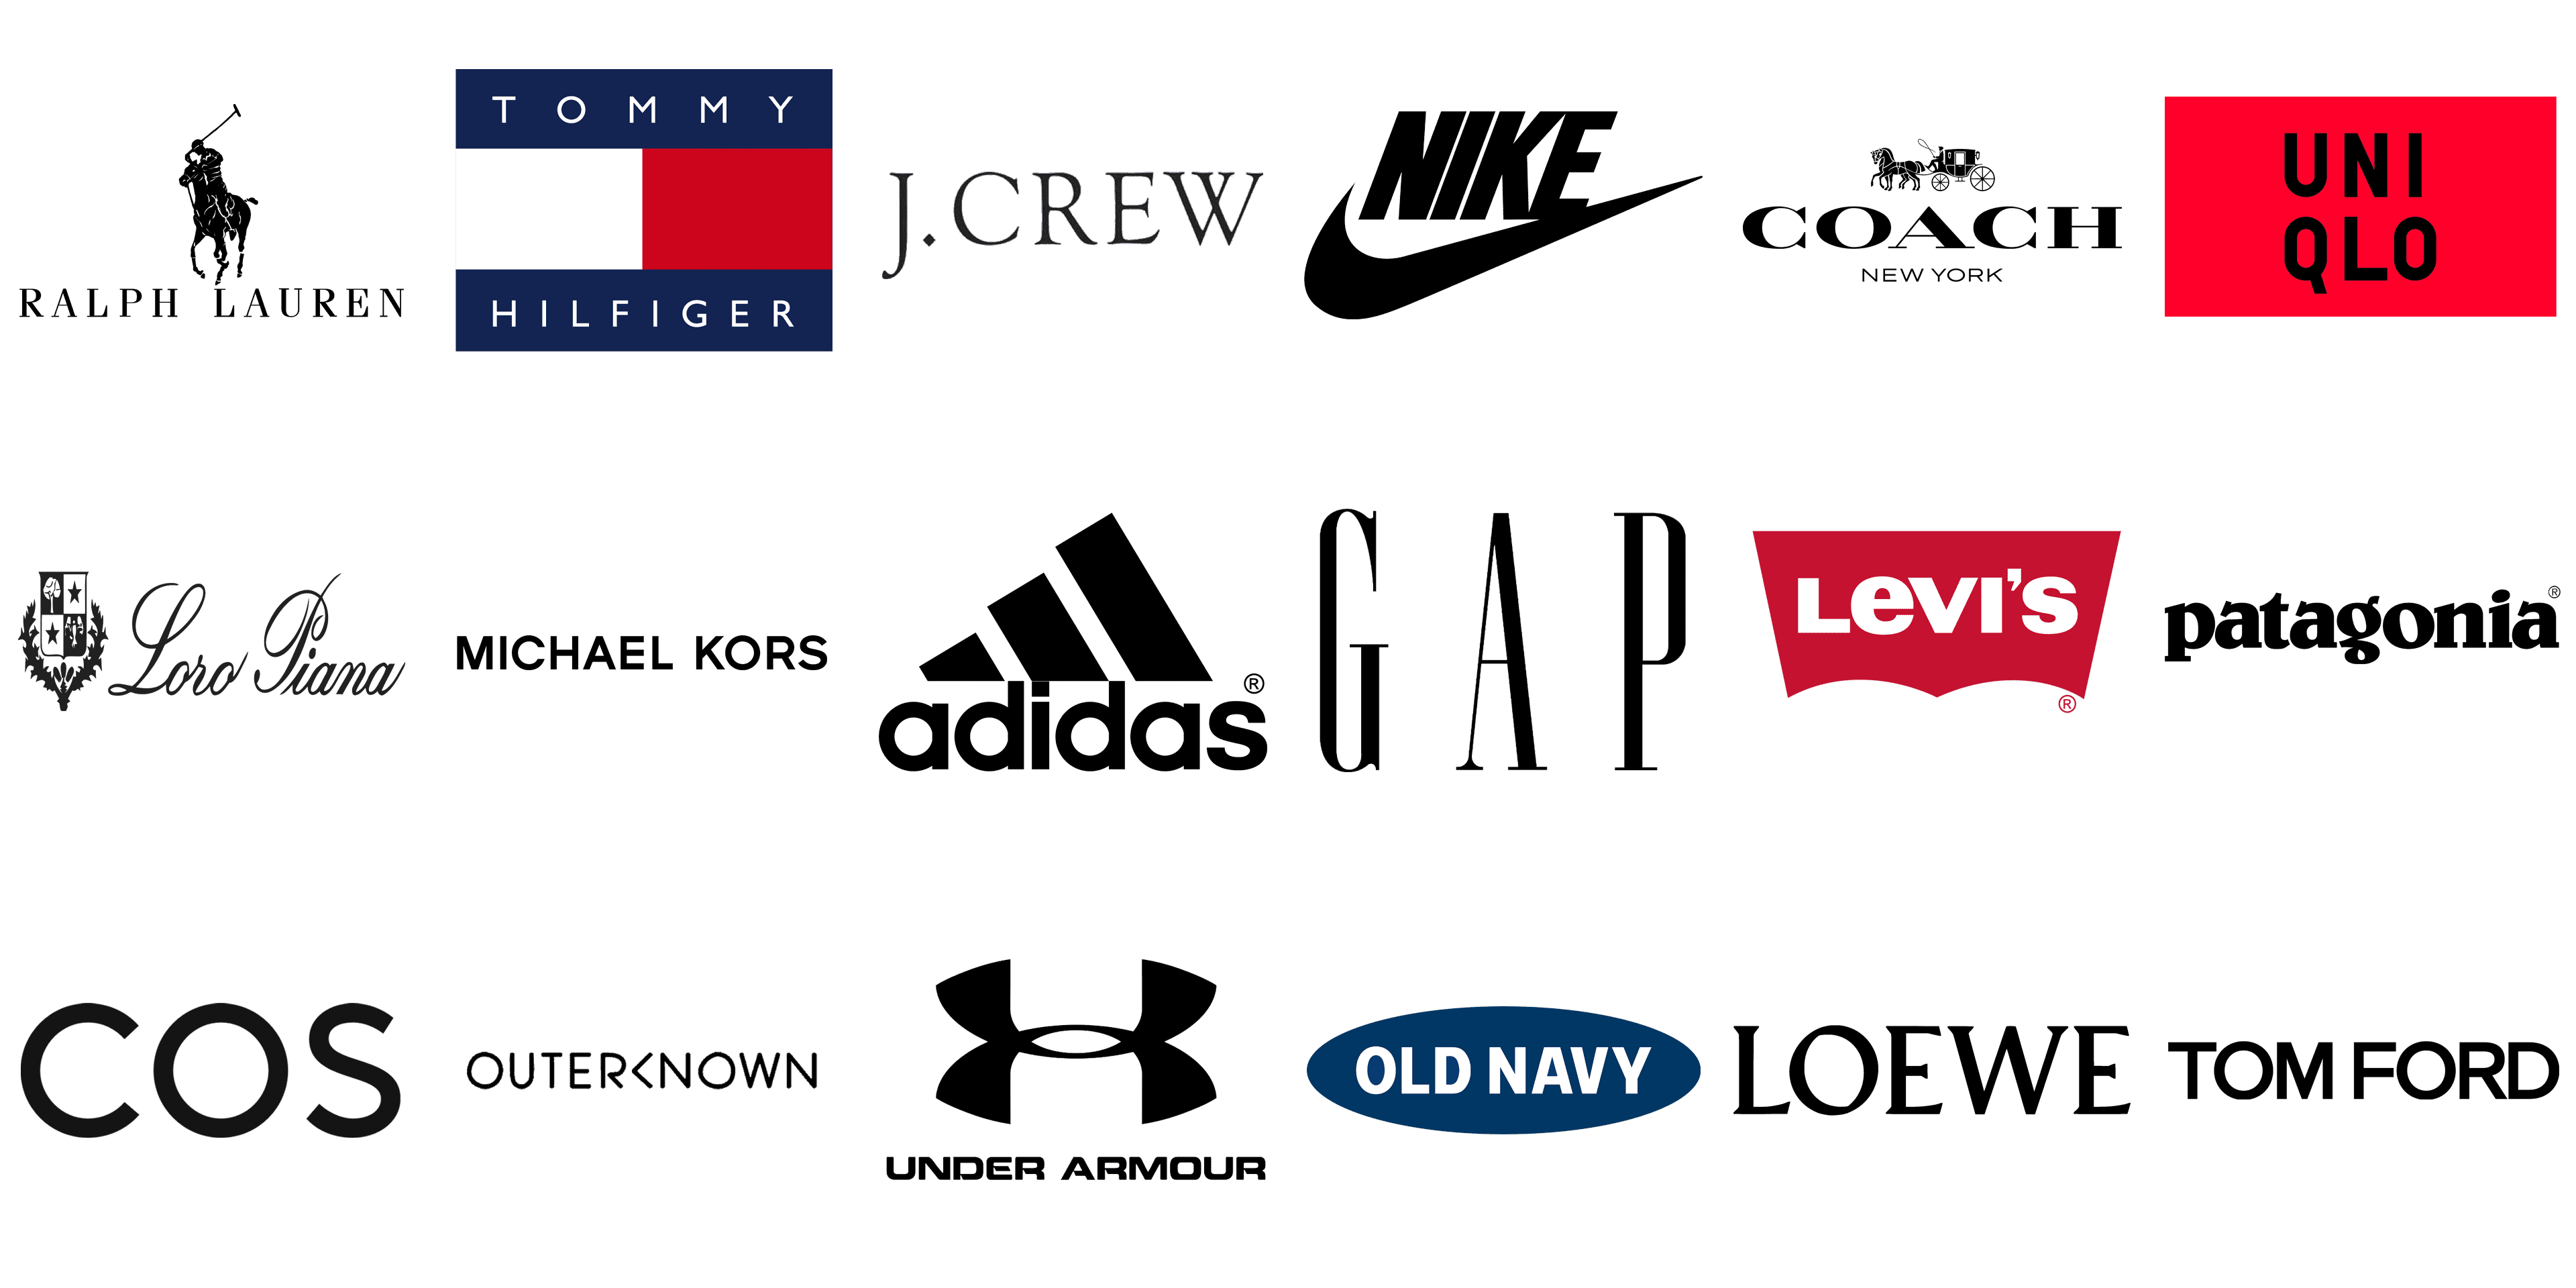 RALPH LAUREN
TOMMY
HILFIGER
J.CREW
NIKE
COACH
NEW YORK
UNI
QLO
Loro Piana
MICHAEL KORS
adidas®
GAP
LEVI'S®
patagonia®
COS
OUTERKNOWN
UNDER ARMOUR
OLD NAVY
LOEWE
TOM FORD